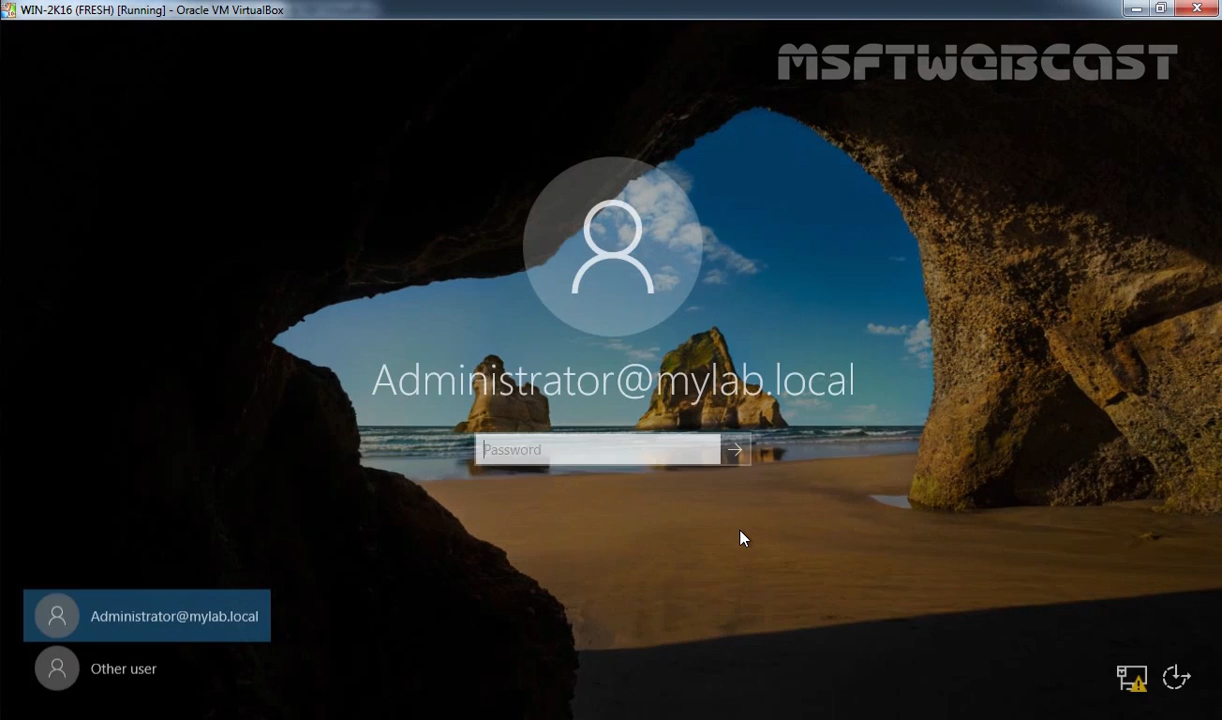 WIN-2K16 (FRESH) [Running] - Oracle VM VirtualBox
MSFTWEBCAST
Administrator@mylab.local
Password
Administrator@mylab.local
Other user